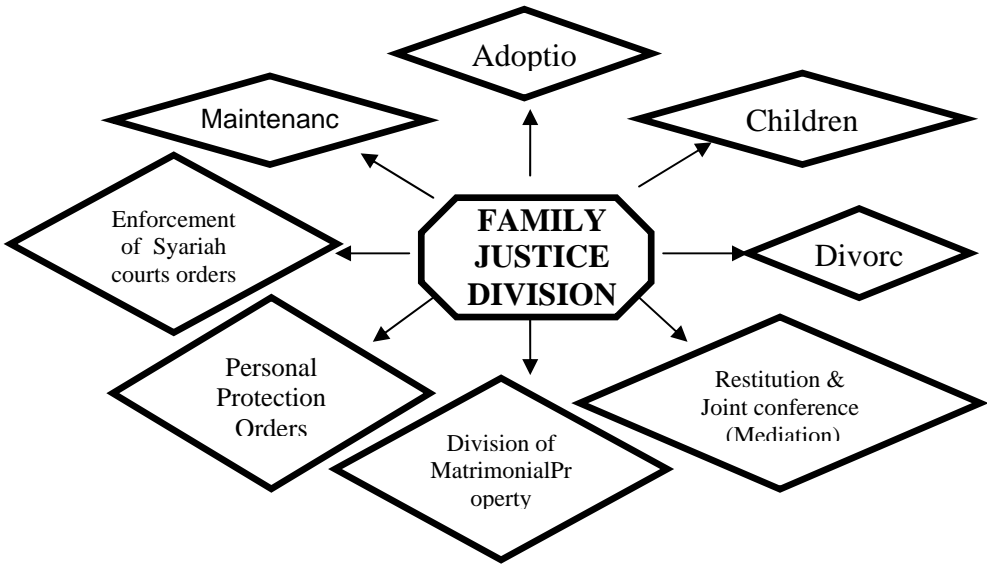 Adoptio
Maintenanc
Children
Enforcement
of Syariah
courts orders
FAMILY
JUSTICE
DIVISION
Divorc
Personal
Protection
Orders
Division of
MatrimonialPr
operty
Restitution &
Joint conference
(Mediation)